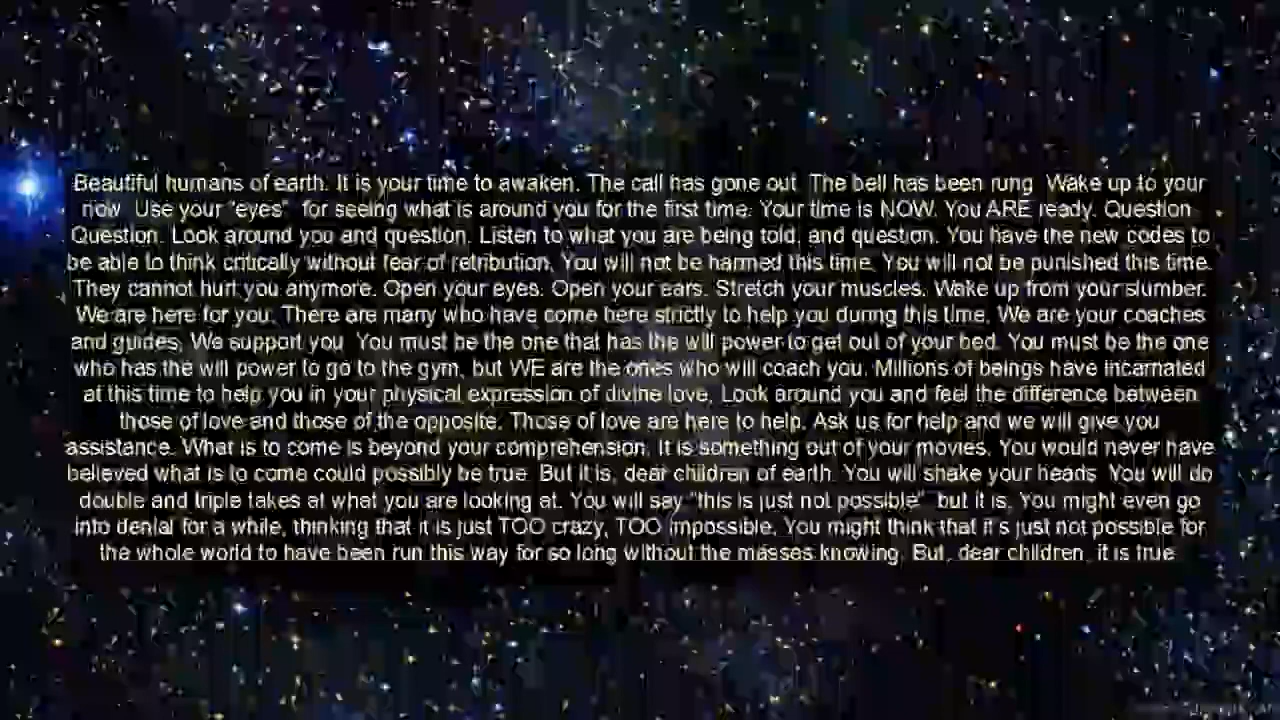 Beautiful humans of earth. It is your time to awaken. The call has gone out. The bell has been rung. Wake up to your
now. Use your "eyes" for seeing what is around you for the first time. Your time is NOW. You ARE ready. Question.
Question. Look around you and question. Listen to what you are being told, and question. You have the new codes to
be able to think critically without fear of retribution. You will not be harmed this time. You will not be punished this time.
They cannot hurt you anymore. Open your eyes. Open your ears. Stretch your muscles. Wake up from your slumber.
We are here for you. There are many who have come here strictly to help you during this time. We are your coaches
and guides. We support you. You must be the one that has the will power to get out of your bed. You must be the one
who has the will power to go to the gym, but WE are the ones who will coach you. Millions of beings have incarnated
at this time to help you in your physical expression of divine love. Look around you and feel the difference between
those of love and those of the opposite. Those of love are here to help. Ask us for help and we will give you
assistance. What is to come is beyond your comprehension. It is something out of your movies. You would never have
believed what is to come could possibly be true. But it is, dear children of earth. You will shake your heads. You will do
double and triple takes at what you are looking at. You will say "this is just not possible" but it is. You might even go
into denial for a while, thinking that it is just TOO crazy, TOO impossible. You might think that it's just not possible for
the whole world to have been run this way for so long without the masses knowing. But, dear children, it is true